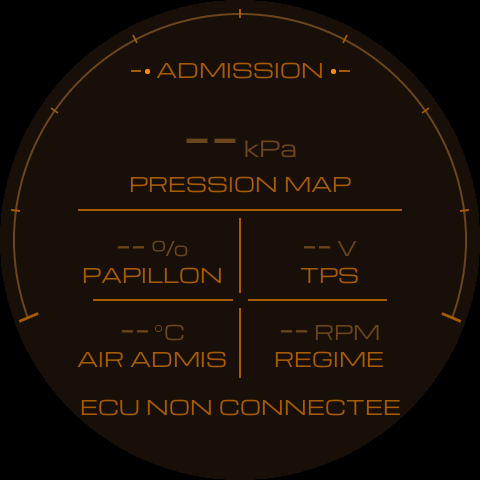 ADMISSION
-- kPa
PRESSION MAP
-- % -- V
PAPILLON TPS
-- °C -- RPM
AIR ADMIS REGIME
ECU NON CONNECTEE